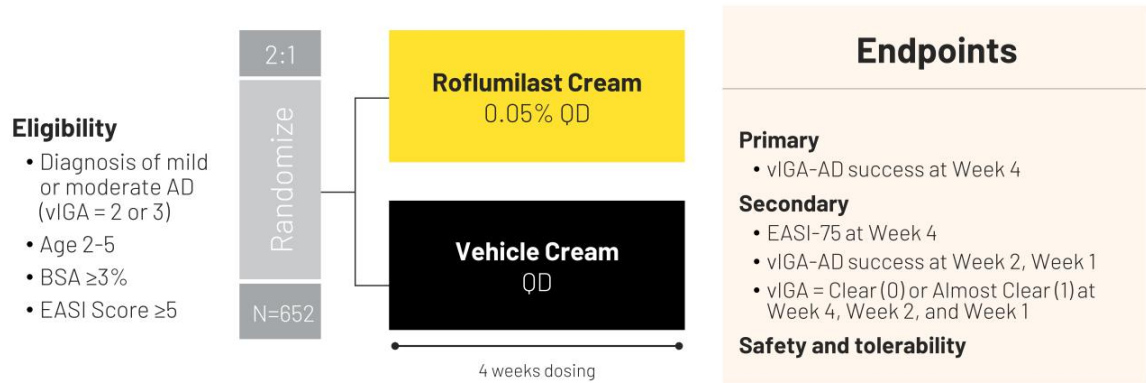 Eligibility
• Diagnosis of mild
or moderate AD
(vIGA = 2 or 3)
• Age 2-5
• BSA ≥3%
• EASI Score ≥5
2:1
Randomize
N=652
Roflumilast Cream
0.05% QD
Vehicle Cream
QD
4 weeks dosing
Endpoints
Primary
• vIGA-AD success at Week 4
Secondary
• EASI-75 at Week 4
• vIGA-AD success at Week 2, Week 1
• vIGA = Clear (0) or Almost Clear (1) at
Week 4, Week 2, and Week 1
Safety and tolerability